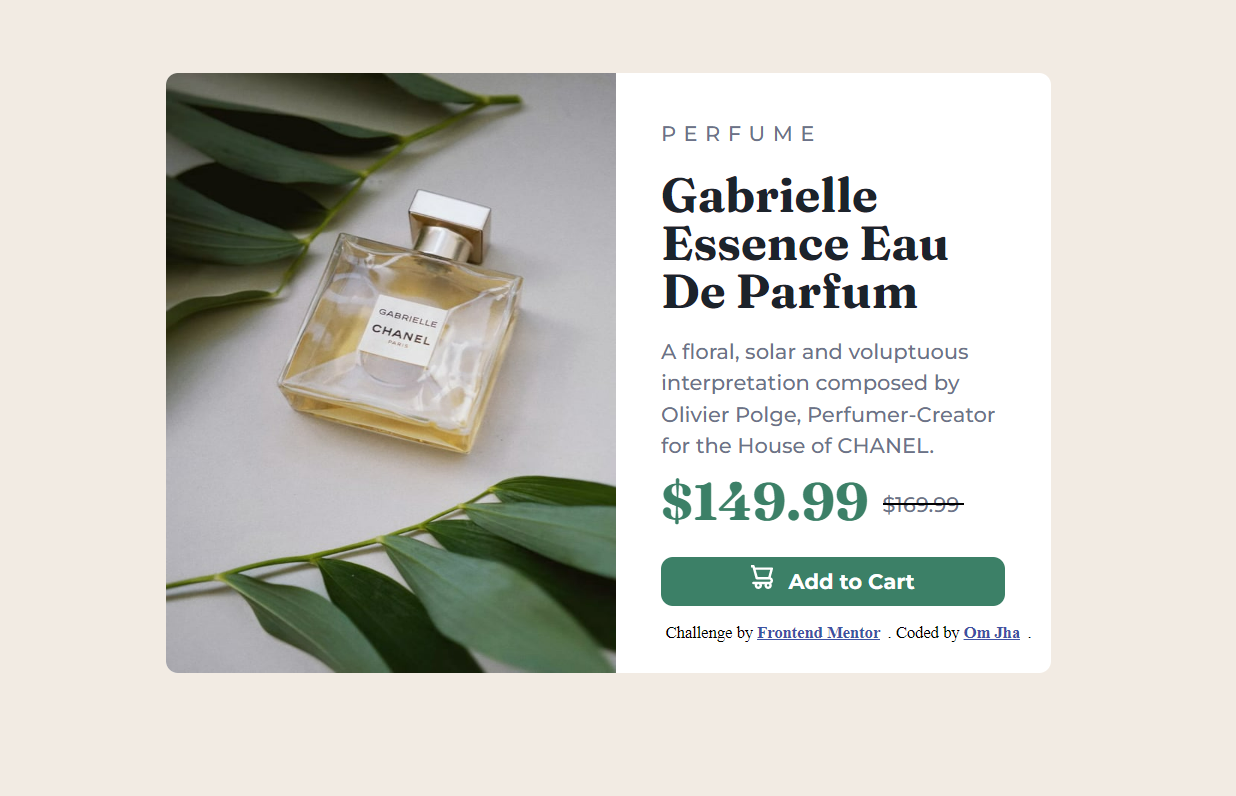 PERFUME
Gabrielle
Essence Eau
De Parfum
A floral, solar and voluptuous
interpretation composed by
Olivier Polge, Perfumer-Creator
for the House of CHANEL.
$149.99 $169.99
Add to Cart
Challenge by Frontend Mentor . Coded by Om Jha .
GABRIELLE
CHANEL
PARIS